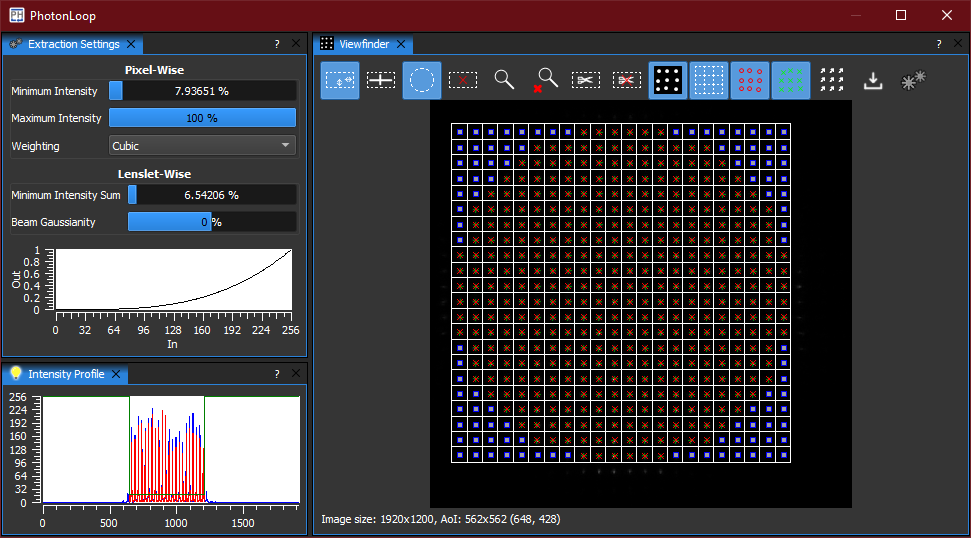 PH PhotonLoop
Extraction Settings ?
Pixel-Wise
Minimum Intensity 7.93651 %
Maximum Intensity 100 %
Weighting Cubic
Lenslet-Wise
Minimum Intensity Sum 6.54206 %
Beam Gaussianity 0 %
Out
1
0.8
0.6
0.4
0.2
0
0 32 64 96 128 160 192 224 256
In
Intensity Profile ?
256
224
192
160
128
96
64
32
0
0 500 1000 1500
Viewfinder ?
Image size: 1920x1200, AoI: 562x562 (648, 428)